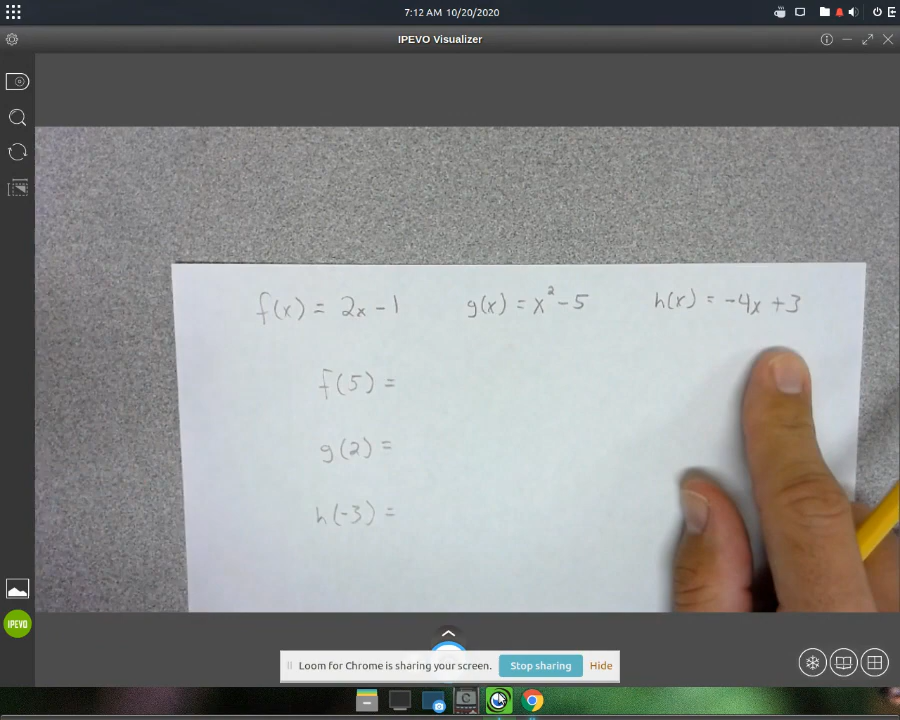 7:12 AM 10/20/2020
IPEVO Visualizer
f(x) = 2x - 1 g(x) = x² - 5 h(x) = -4x + 3
f(5) =
g(2) =
h(-3) =
IPEVO
Loom for Chrome is sharing your screen. Stop sharing Hide
C